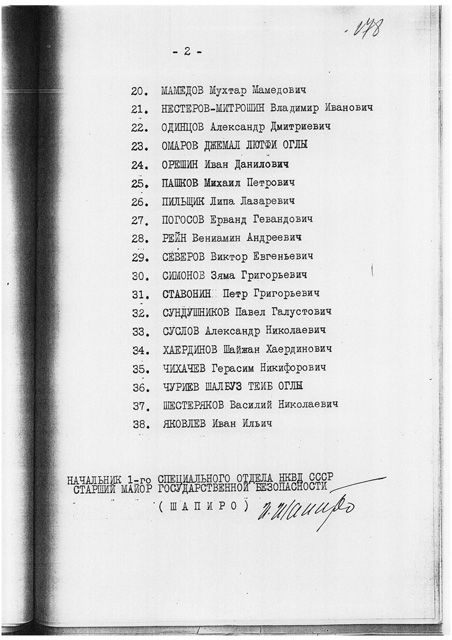 178
- 2 -
20. МАМЕДОВ Мухтар Мамедович
21. НЕСТЕРОВ-МИТРОШИН Владимир Иванович
22. ОДИНЦОВ Александр Дмитриевич
23. ОМАРОВ ДЖЕМАЛ ЛЮТФИ ОГЛЫ
24. ОРЕШИН Иван Данилович
25. ПАШКОВ Михаил Петрович
26. ПИЛЬЩИК Липа Лазаревич
27. ПОГОСОВ Ерванд Гевандович
28. РЕЙН Вениамин Андреевич
29. СЕВЕРОВ Виктор Евгеньевич
30. СИМОНОВ Зяма Григорьевич
31. СТАВОНИН Петр Григорьевич
32. СУНДУШНИКОВ Павел Галустович
33. СУСЛОВ Александр Николаевич
34. ХАЕРДИНОВ Шайжан Хаердинович
35. ЧИХАЧЕВ Герасим Никифорович
36. ЧУРИЕВ ШАЛБУЗ ТЕИБ ОГЛЫ
37. ШЕСТЕРЯКОВ Василий Николаевич
38. ЯКОВЛЕВ Иван Ильич
НАЧАЛЬНИК 1-го СПЕЦИАЛЬНОГО ОТДЕЛА НКВД СССР
СТАРШИЙ МАЙОР ГОСУДАРСТВЕННОЙ БЕЗОПАСНОСТИ
( ШАПИРО ) И. Шапиро